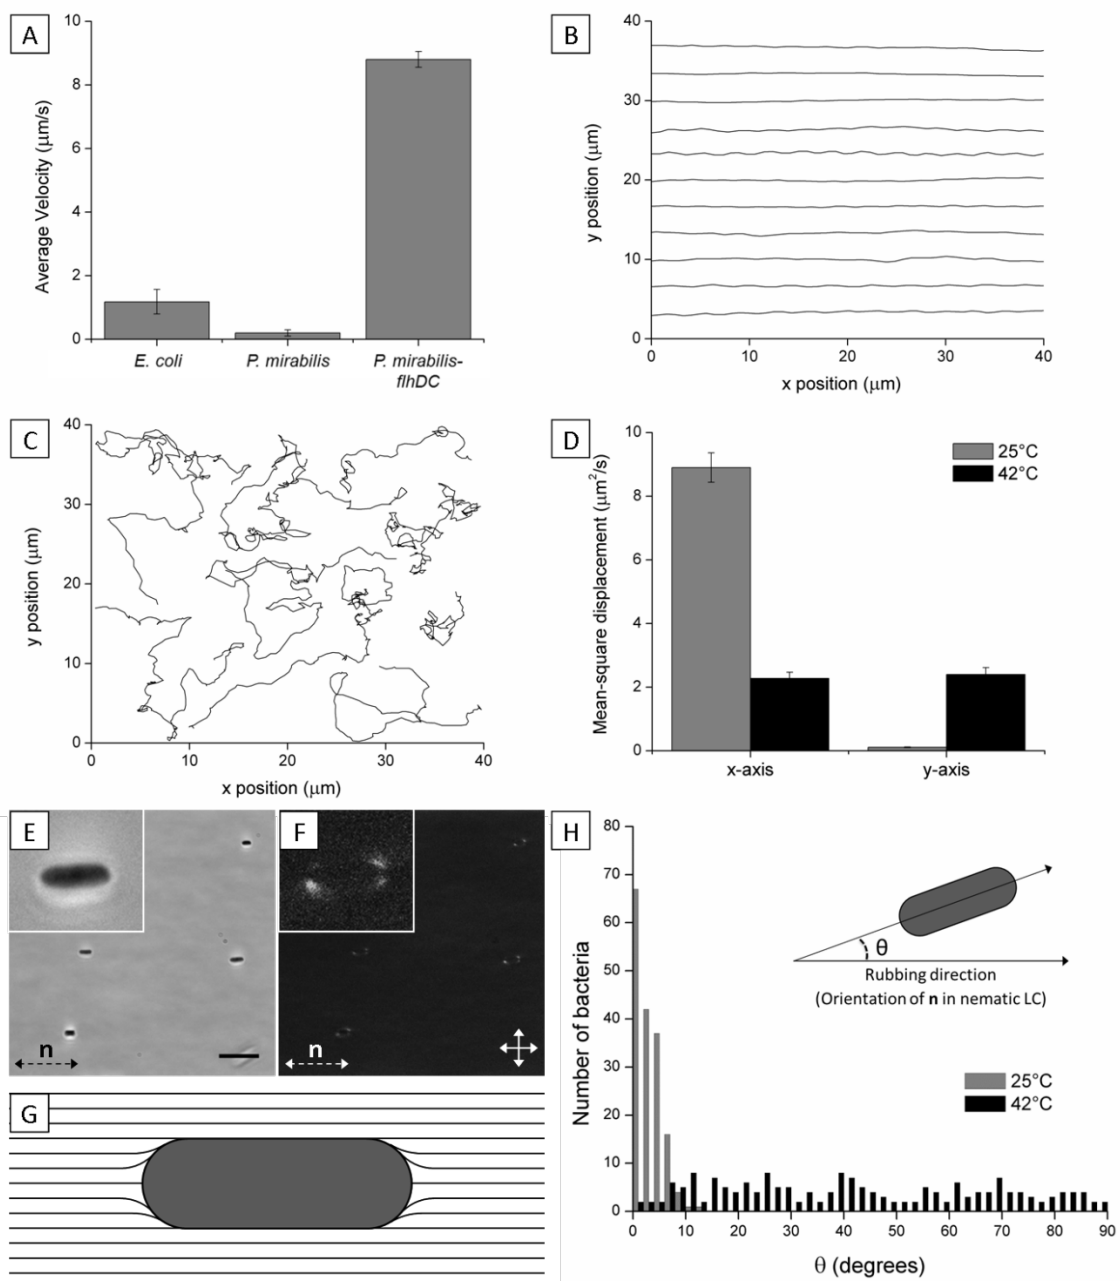 A
Average Velocity (μm/s)
10
8
6
4
2
0
E. coli
P. mirabilis
P. mirabilis-
flhDC
B
y position (μm)
40
30
20
10
0
0 10 20 30 40
x position (μm)
C
y position (μm)
40
30
20
10
0
0 10 20 30 40
x position (μm)
D
Mean-square displacement (μm²/s)
10
8
6
4
2
0
25°C
42°C
x-axis y-axis
E
n
F
n
G
H
Number of bacteria
80
70
60
50
40
30
20
10
0
θ
Rubbing direction
(Orientation of n in nematic LC)
25°C
42°C
0 10 20 30 40 50 60 70 80 90
θ (degrees)